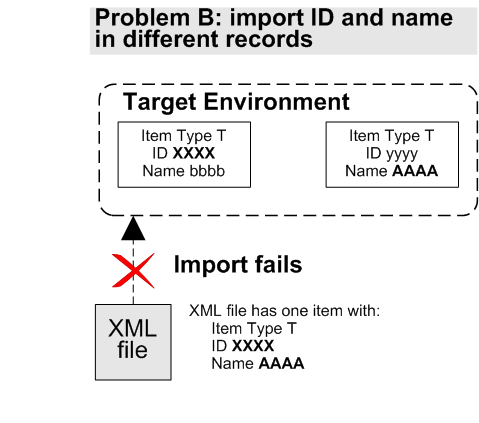 Problem B: import ID and name
in different records
Target Environment
Item Type T
ID XXXX
Name bbbb
Item Type T
ID yyyy
Name AAAA
Import fails
XML
file
XML file has one item with:
Item Type T
ID XXXX
Name AAAA